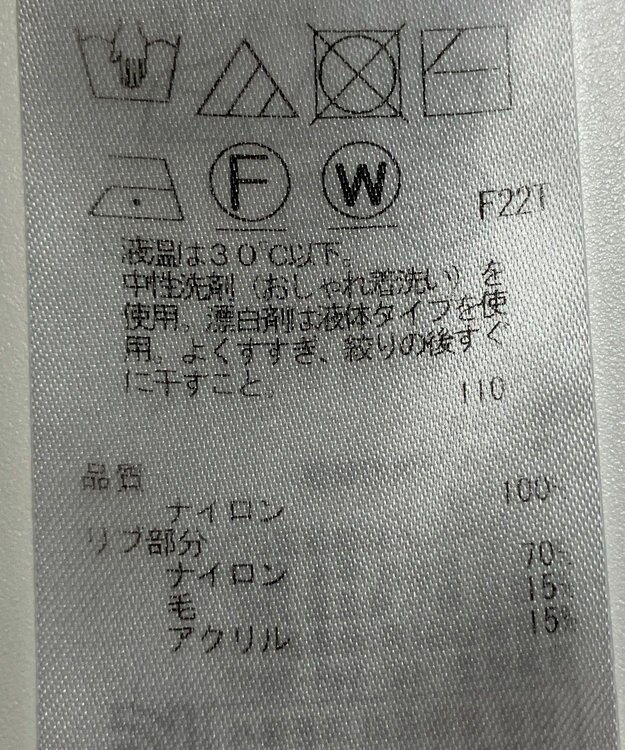 F
W
F22T
液温は30℃以下。
中性洗剤（おしゃれ着洗い）を
使用。漂白剤は液体タイプを使
用。よくすすぎ、絞りの後すぐ
に干すこと。
110
品質
ナイロン 100%
リブ部分
ナイロン 70%
毛 15%
アクリル 15%